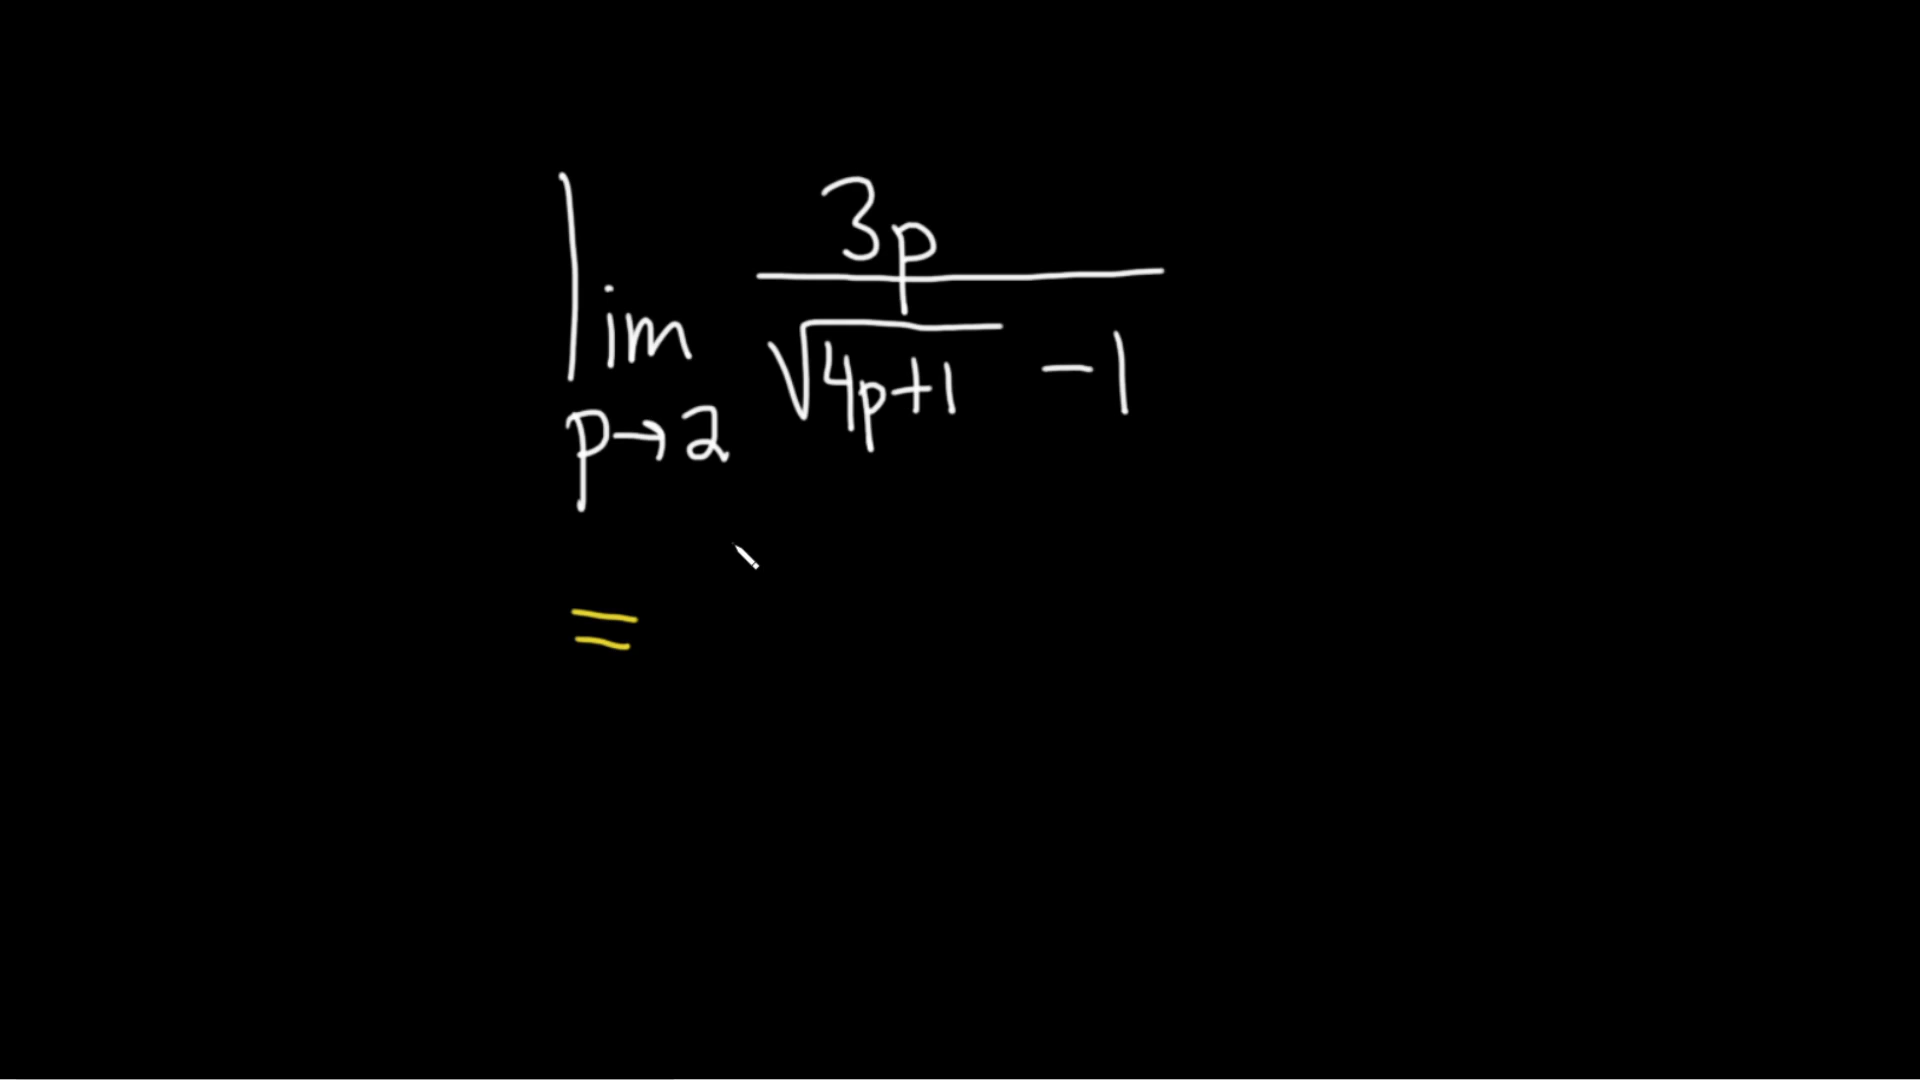 lim 3p / √4p+1 - 1
p→2
=